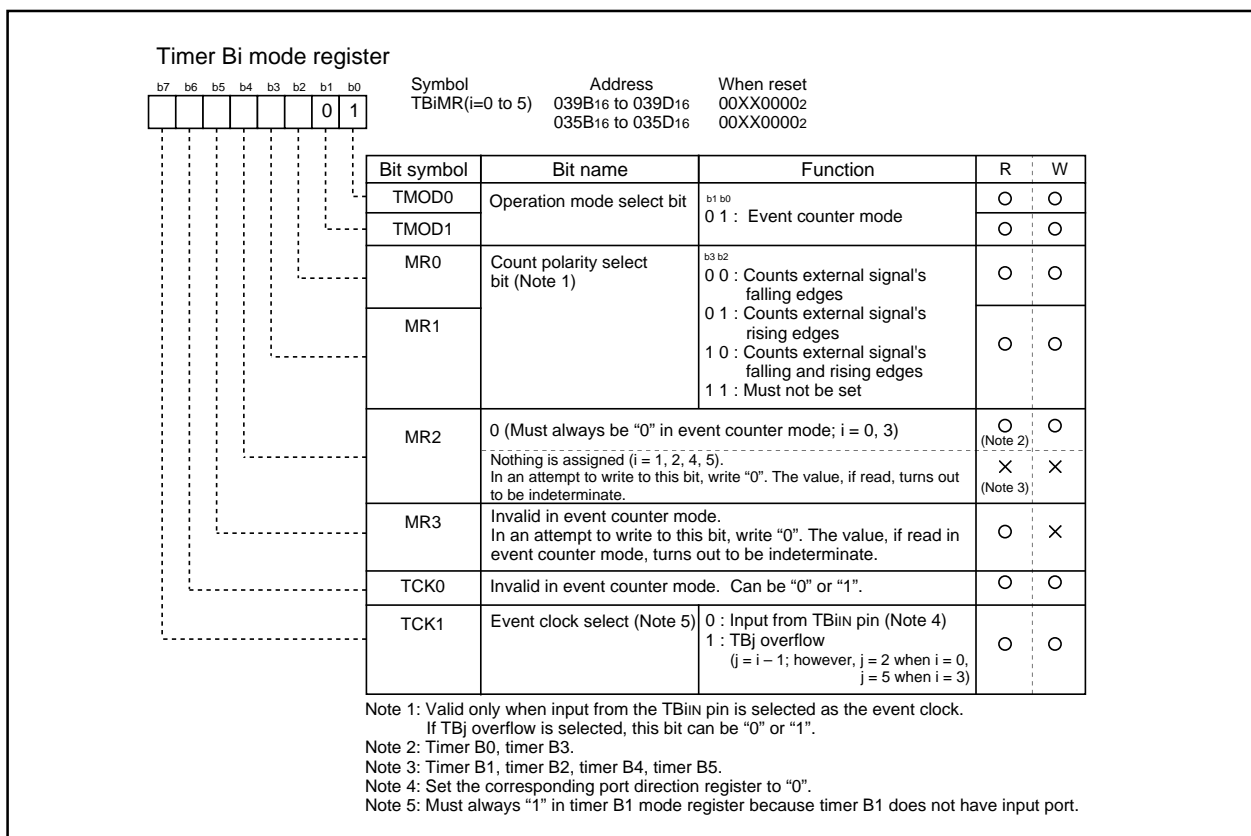 Timer Bi mode register
b7 b6 b5 b4 b3 b2 b1 b0
0 1
Symbol Address When reset
TBiMR(i=0 to 5) 039B16 to 039D16 00XX00002
035B16 to 035D16 00XX00002
Bit symbol Bit name Function R W
TMOD0 Operation mode select bit
TMOD1
b1 b0
0 1 : Event counter mode
MR0 Count polarity select
bit (Note 1)
MR1
b3 b2
0 0 : Counts external signal's
falling edges
0 1 : Counts external signal's
rising edges
1 0 : Counts external signal's
falling and rising edges
1 1 : Must not be set
MR2
0 (Must always be “0” in event counter mode; i = 0, 3)
(Note 2)
Nothing is assigned (i = 1, 2, 4, 5).
In an attempt to write to this bit, write “0”. The value, if read, turns out
to be indeterminate.
(Note 3)
MR3
Invalid in event counter mode.
In an attempt to write to this bit, write “0”. The value, if read in
event counter mode, turns out to be indeterminate.
TCK0 Invalid in event counter mode. Can be “0” or “1”.
TCK1 Event clock select (Note 5)
0 : Input from TBiIN pin (Note 4)
1 : TBj overflow
(j = i – 1; however, j = 2 when i = 0,
j = 5 when i = 3)
Note 1: Valid only when input from the TBiIN pin is selected as the event clock.
If TBj overflow is selected, this bit can be “0” or “1”.
Note 2: Timer B0, timer B3.
Note 3: Timer B1, timer B2, timer B4, timer B5.
Note 4: Set the corresponding port direction register to “0”.
Note 5: Must always “1” in timer B1 mode register because timer B1 does not have input port.